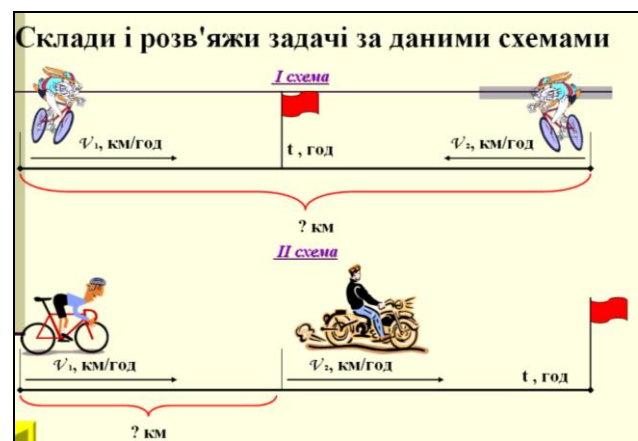 Склади і розв'яжи задачі за даними схемами
I схема
V₁, км/год
t , год
V₂, км/год
? км
II схема
V₁, км/год
V₂, км/год
t , год
? км